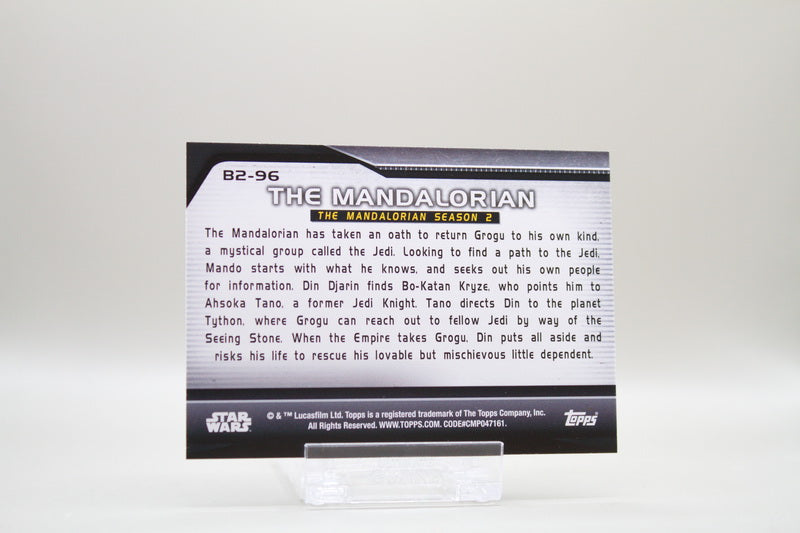 B2-96
THE MANDALORIAN
THE MANDALORIAN SEASON 2
The Mandalorian has taken an oath to return Grogu to his own kind,
a mystical group called the Jedi. Looking to find a path to the Jedi,
Mando starts with what he knows, and seeks out his own people
for information. Din Djarin finds Bo-Katan Kryze, who points him to
Ahsoka Tano, a former Jedi Knight. Tano directs Din to the planet
Tython, where Grogu can reach out to fellow Jedi by way of the
Seeing Stone. When the Empire takes Grogu, Din puts all aside and
risks his life to rescue his lovable but mischievous little dependent.
STAR
WARS
© & ™ Lucasfilm Ltd. Topps is a registered trademark of The Topps Company, Inc.
All Rights Reserved. WWW.TOPPS.COM. CODE#CMP047161.
topps